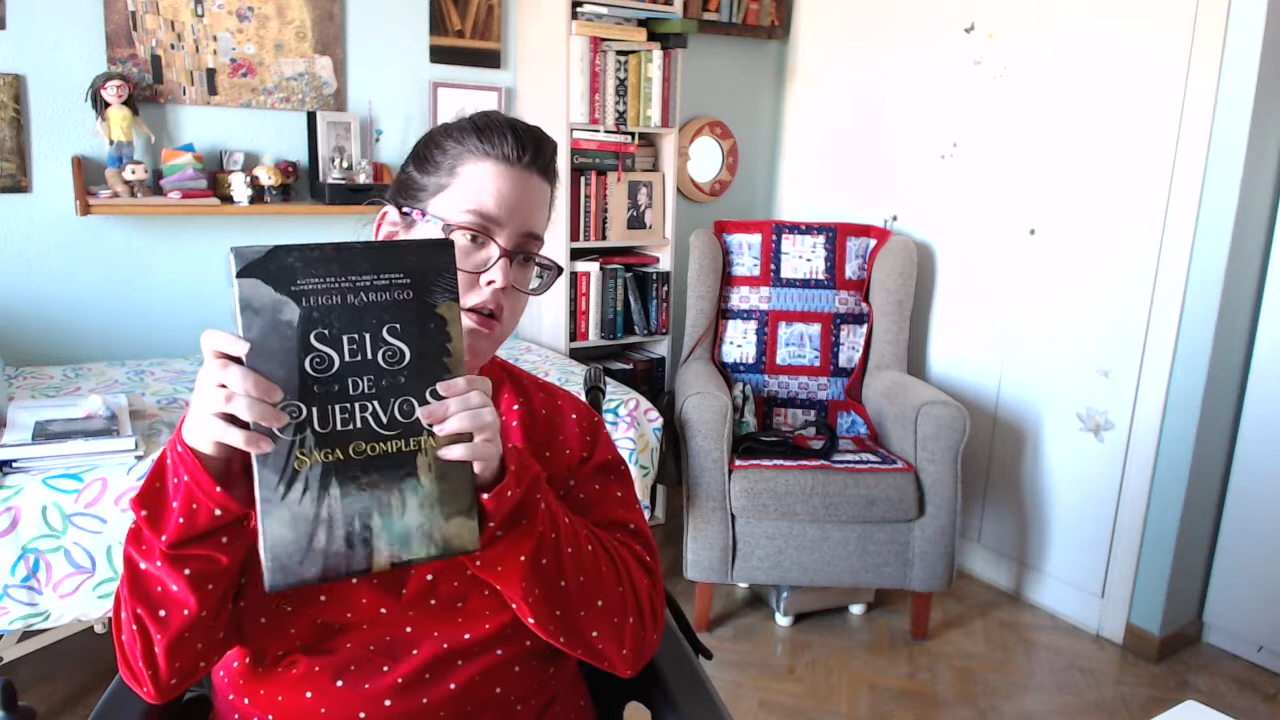 AUTORA DE LA TRILOGÍA GRISHA
SUPERVENTAS DEL NEW YORK TIMES
LEIGH BARDUGO
SEIS
DE
CUERVOS
SAGA COMPLETA